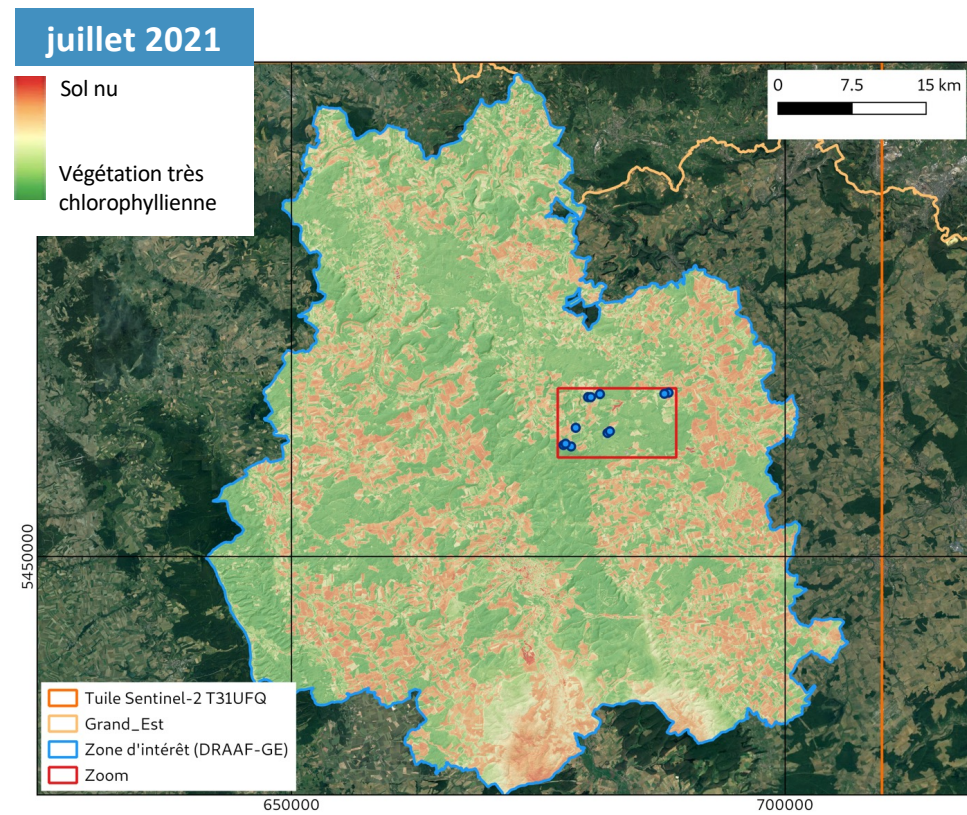 juillet 2021
Sol nu
Végétation très
chlorophyllienne
0 7.5 15 km
5450000
Tuile Sentinel-2 T31UFQ
Grand_Est
Zone d'intérêt (DRAAF-GE)
Zoom
650000 700000